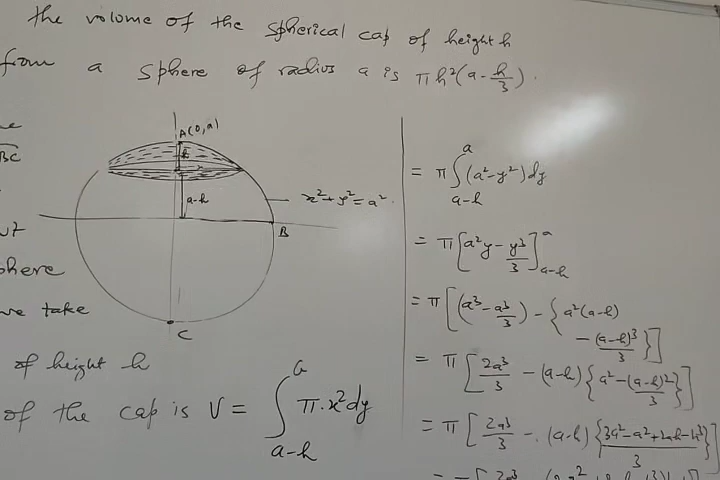 the volume of the spherical cap of height h
from a sphere of radius a is πh²(a - h/3).
BC
A(0,a)
h
a-h
x²+y²=a².
B
C
sphere
we take
of height h
of the cap is V = ∫_{a-h}^{a} π.x²dy
= π∫_{a-h}^{a} (a²-y²)dy
= π[a²y - y³/3]_{a-h}^{a}
= π[(a³ - a³/3) - {a²(a-h)
- (a-h)³/3}]
= π[2a³/3 - (a-h){a² - (a-h)²/3}]
= π[2a³/3 - (a-h){3a²-a²+2ah-h²}/3]